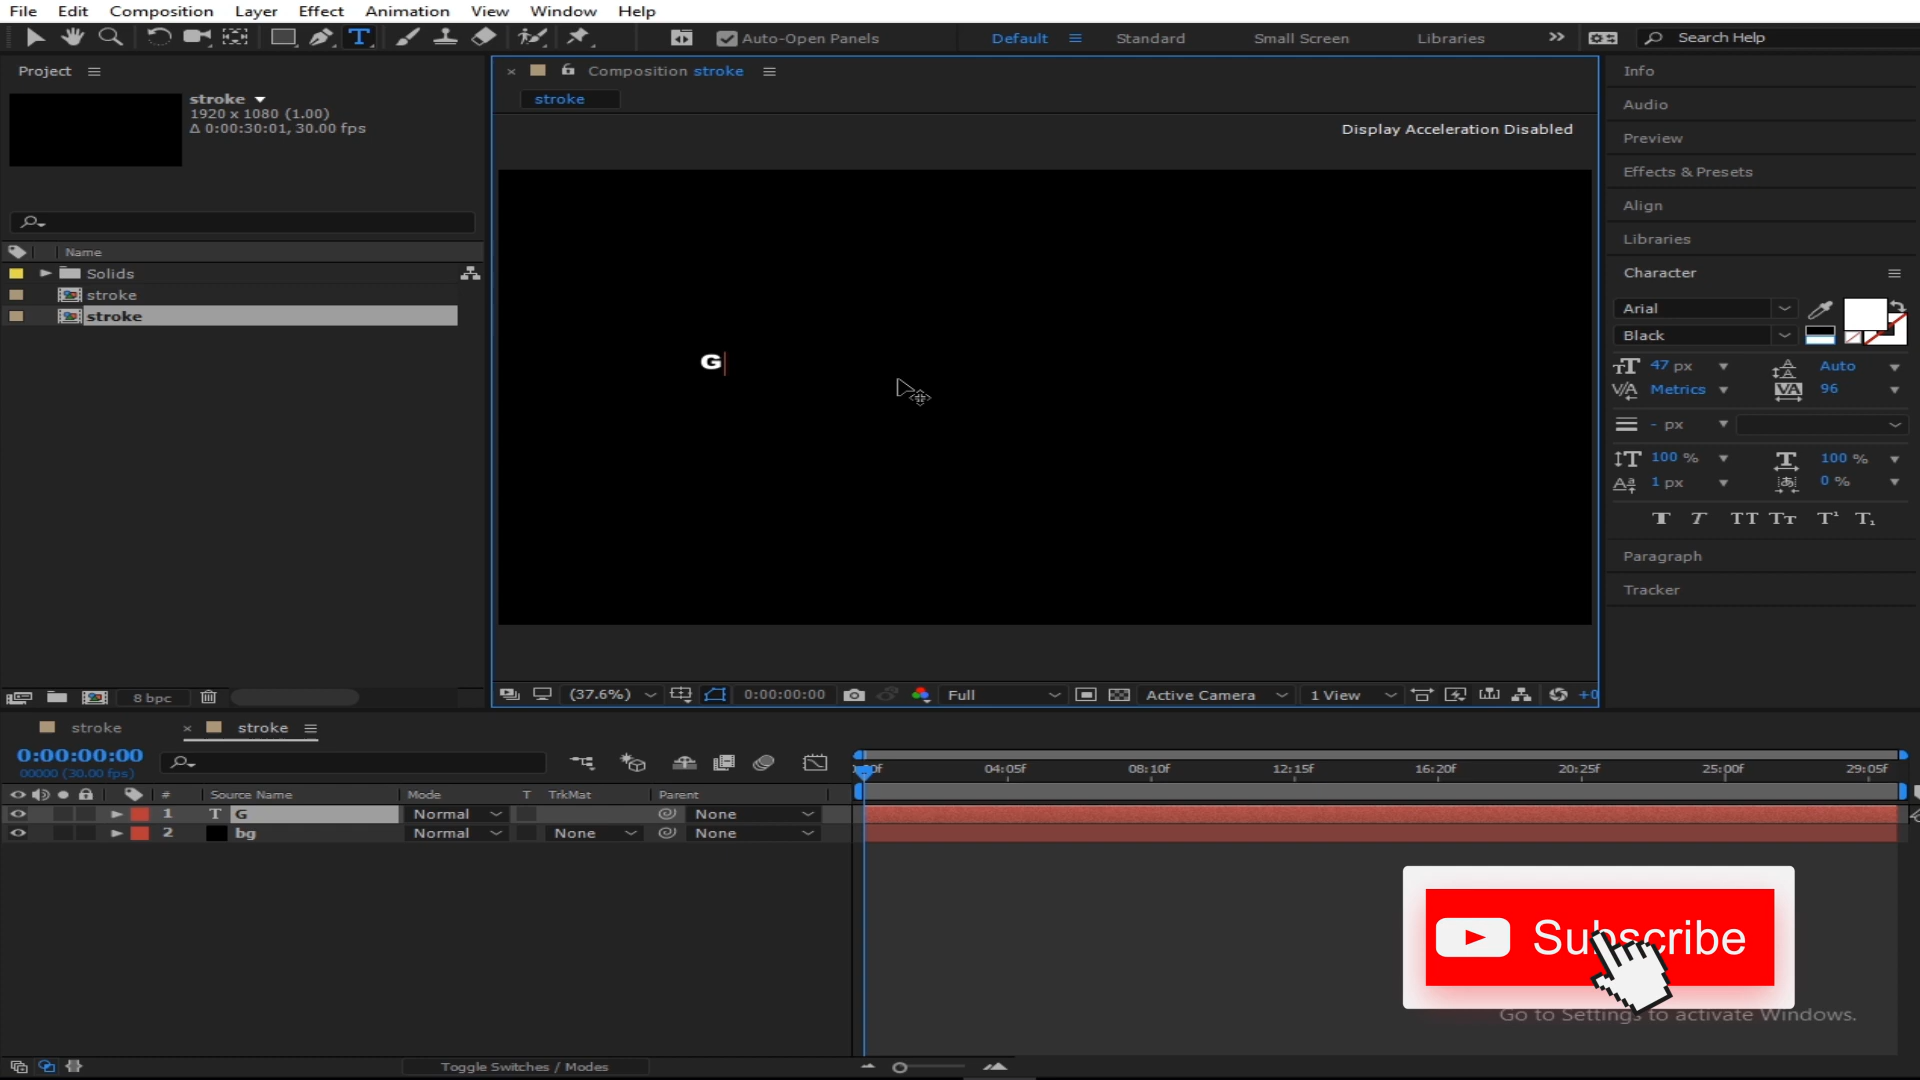 File Edit Composition Layer Effect Animation View Window Help
T Auto-Open Panels Default Standard Small Screen Libraries Search Help
Project
stroke
1920 x 1080 (1.00)
Δ 0:00:30:01, 30.00 fps
Name
Solids
stroke
stroke
8 bpc
Composition stroke
stroke
Display Acceleration Disabled
G
(37.6%) 0:00:00:00 Full Active Camera 1 View +0
Info
Audio
Preview
Effects & Presets
Align
Libraries
Character
Arial
Black
47 px Auto
Metrics 96
- px
100 % 100 %
1 px 0 %
T T TT Tт T¹ T₁
Paragraph
Tracker
stroke stroke
0:00:00:00
00000 (30.00 fps)
# Source Name Mode T TrkMat Parent
1 T G Normal None
2 bg Normal None None
:00f 04:05f 08:10f 12:15f 16:20f 20:25f 25:00f 29:05f
Subscribe
Go to Settings to activate Windows.
Toggle Switches / Modes